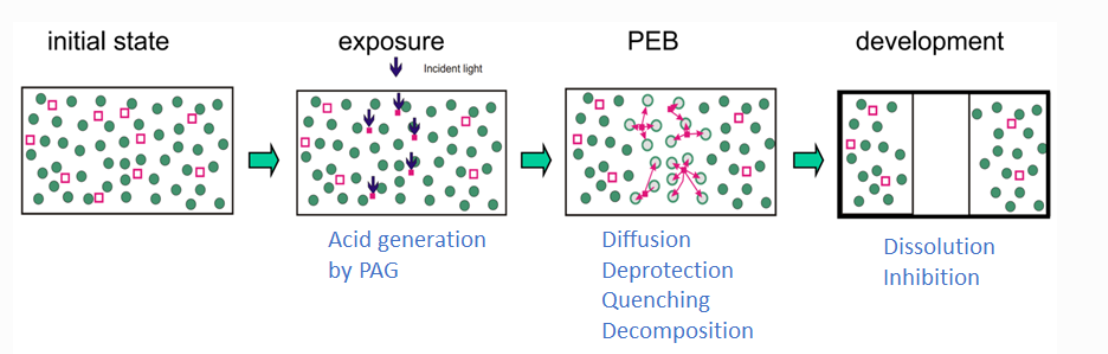 initial state
exposure
PEB
development
Incident light
Acid generation
by PAG
Diffusion
Deprotection
Quenching
Decomposition
Dissolution
Inhibition